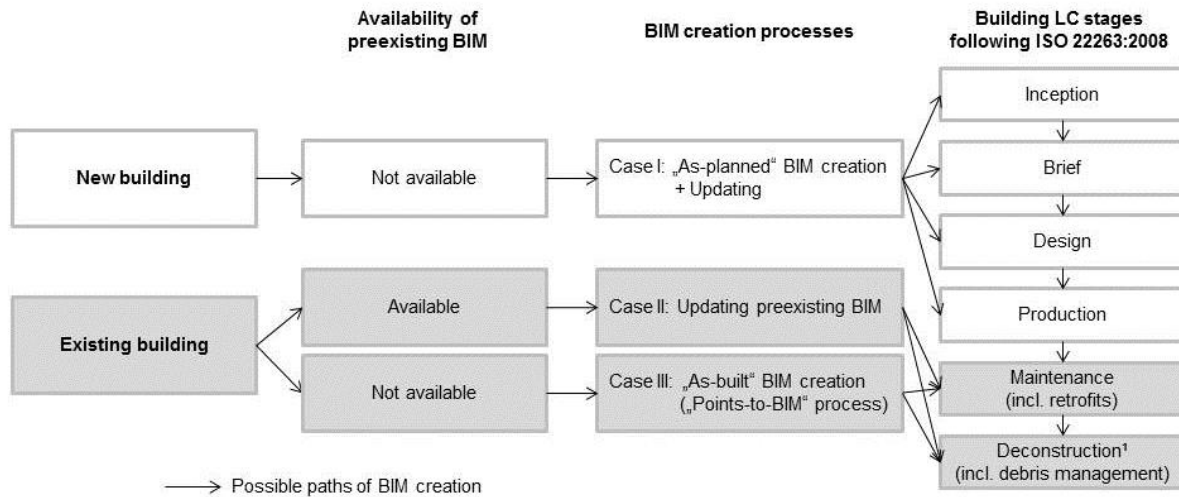 Availability of
preexisting BIM
BIM creation processes
Building LC stages
following ISO 22263:2008
New building
Not available
Case I: „As-planned“ BIM creation
+ Updating
Inception
Brief
Design
Production
Existing building
Available
Case II: Updating preexisting BIM
Not available
Case III: „As-built“ BIM creation
(„Points-to-BIM“ process)
Maintenance
(incl. retrofits)
Deconstruction¹
(incl. debris management)
Possible paths of BIM creation